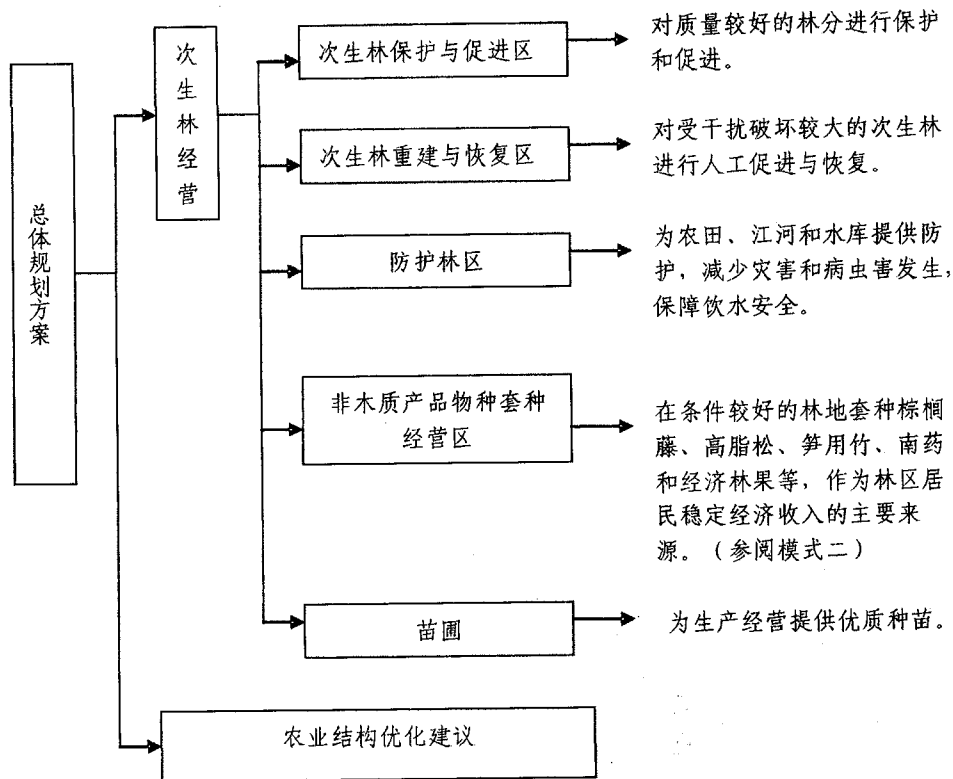 总体规划方案
次生林经营
次生林保护与促进区
对质量较好的林分进行保护
和促进。
次生林重建与恢复区
对受干扰破坏较大的次生林
进行人工促进与恢复。
防护林区
为农田、江河和水库提供防
护，减少灾害和病虫害发生，
保障饮水安全。
非木质产品物种套种
经营区
在条件较好的林地套种棕榈
藤、高脂松、笋用竹、南药
和经济林果等，作为林区居
民稳定经济收入的主要来
源。（参阅模式二）
苗圃
为生产经营提供优质种苗。
农业结构优化建议